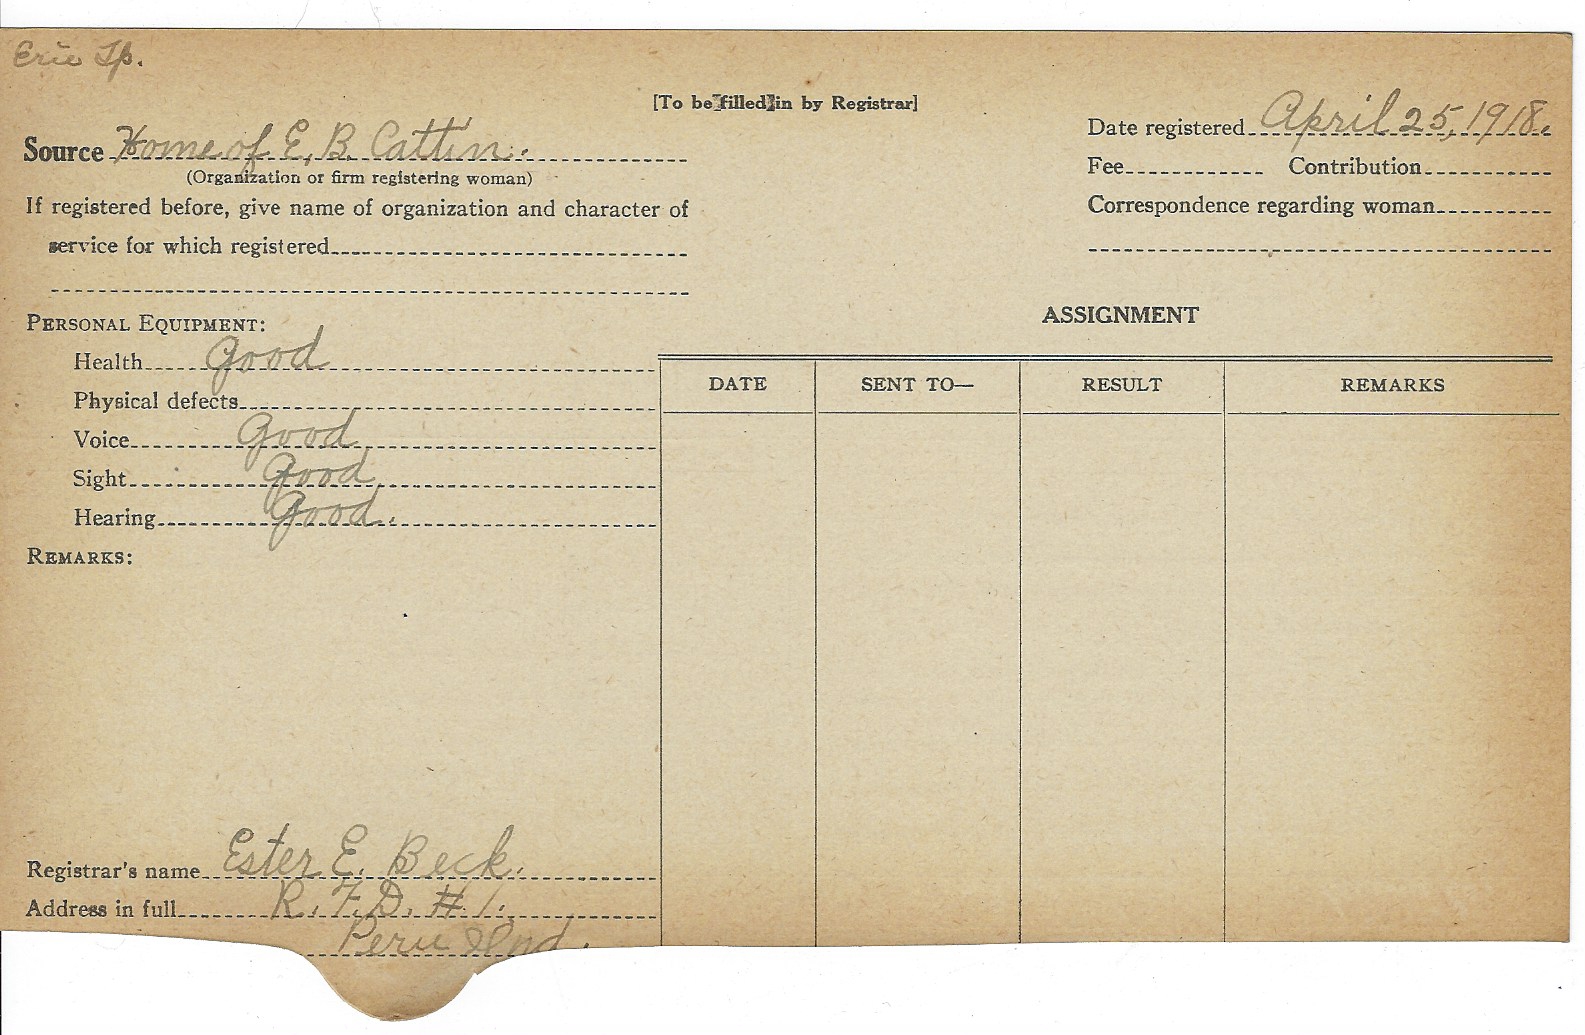 Erie Tp.
[To be filled in by Registrar]
Source Home of E. B. Cattin.
(Organization or firm registering woman)
If registered before, give name of organization and character of
service for which registered
Date registered April 25, 1918.
Fee Contribution
Correspondence regarding woman
PERSONAL EQUIPMENT:
Health Good
Physical defects
Voice Good
Sight Good
Hearing Good.
REMARKS:
ASSIGNMENT
DATE SENT TO— RESULT REMARKS
Registrar's name Ester E. Beck.
Address in full R. F. D. # 1.
Peru Ind.